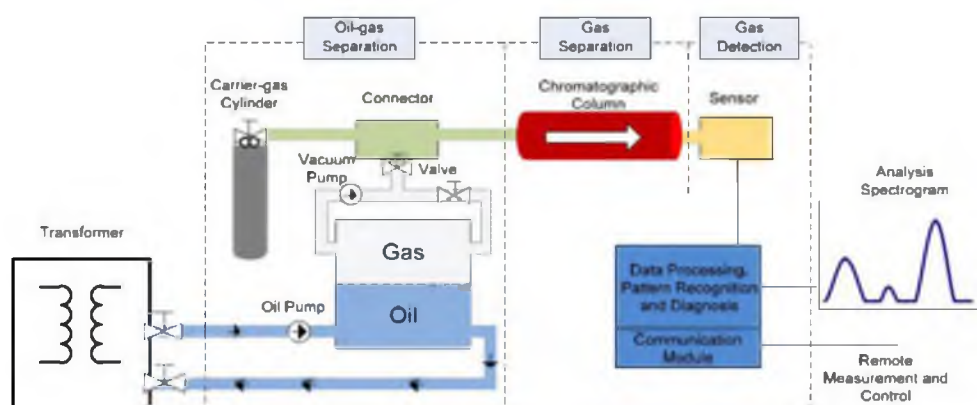 Oil-gas
Separation
Gas
Separation
Gas
Detection
Carrier-gas
Cylinder
Connector
Chromatographic
Column
Sensor
Vacuum
Pump
Valve
Analysis
Spectrogram
Transformer
Gas
Data Processing,
Pattern Recognition
and Diagnosis
Oil Pump
Oil
Communication
Module
Remote
Measurement and
Control